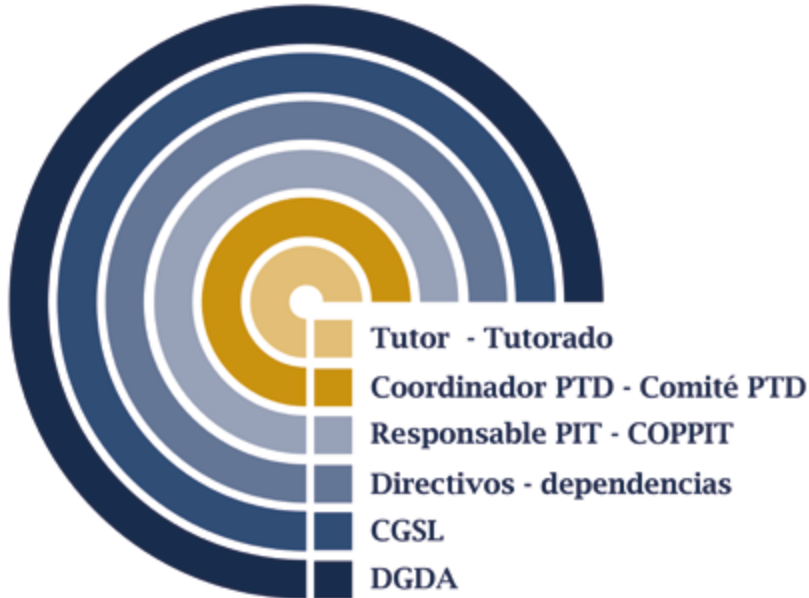 Tutor - Tutorado
Coordinador PTD - Comité PTD
Responsable PIT - COPPIT
Directivos - dependencias
CGSL
DGDA